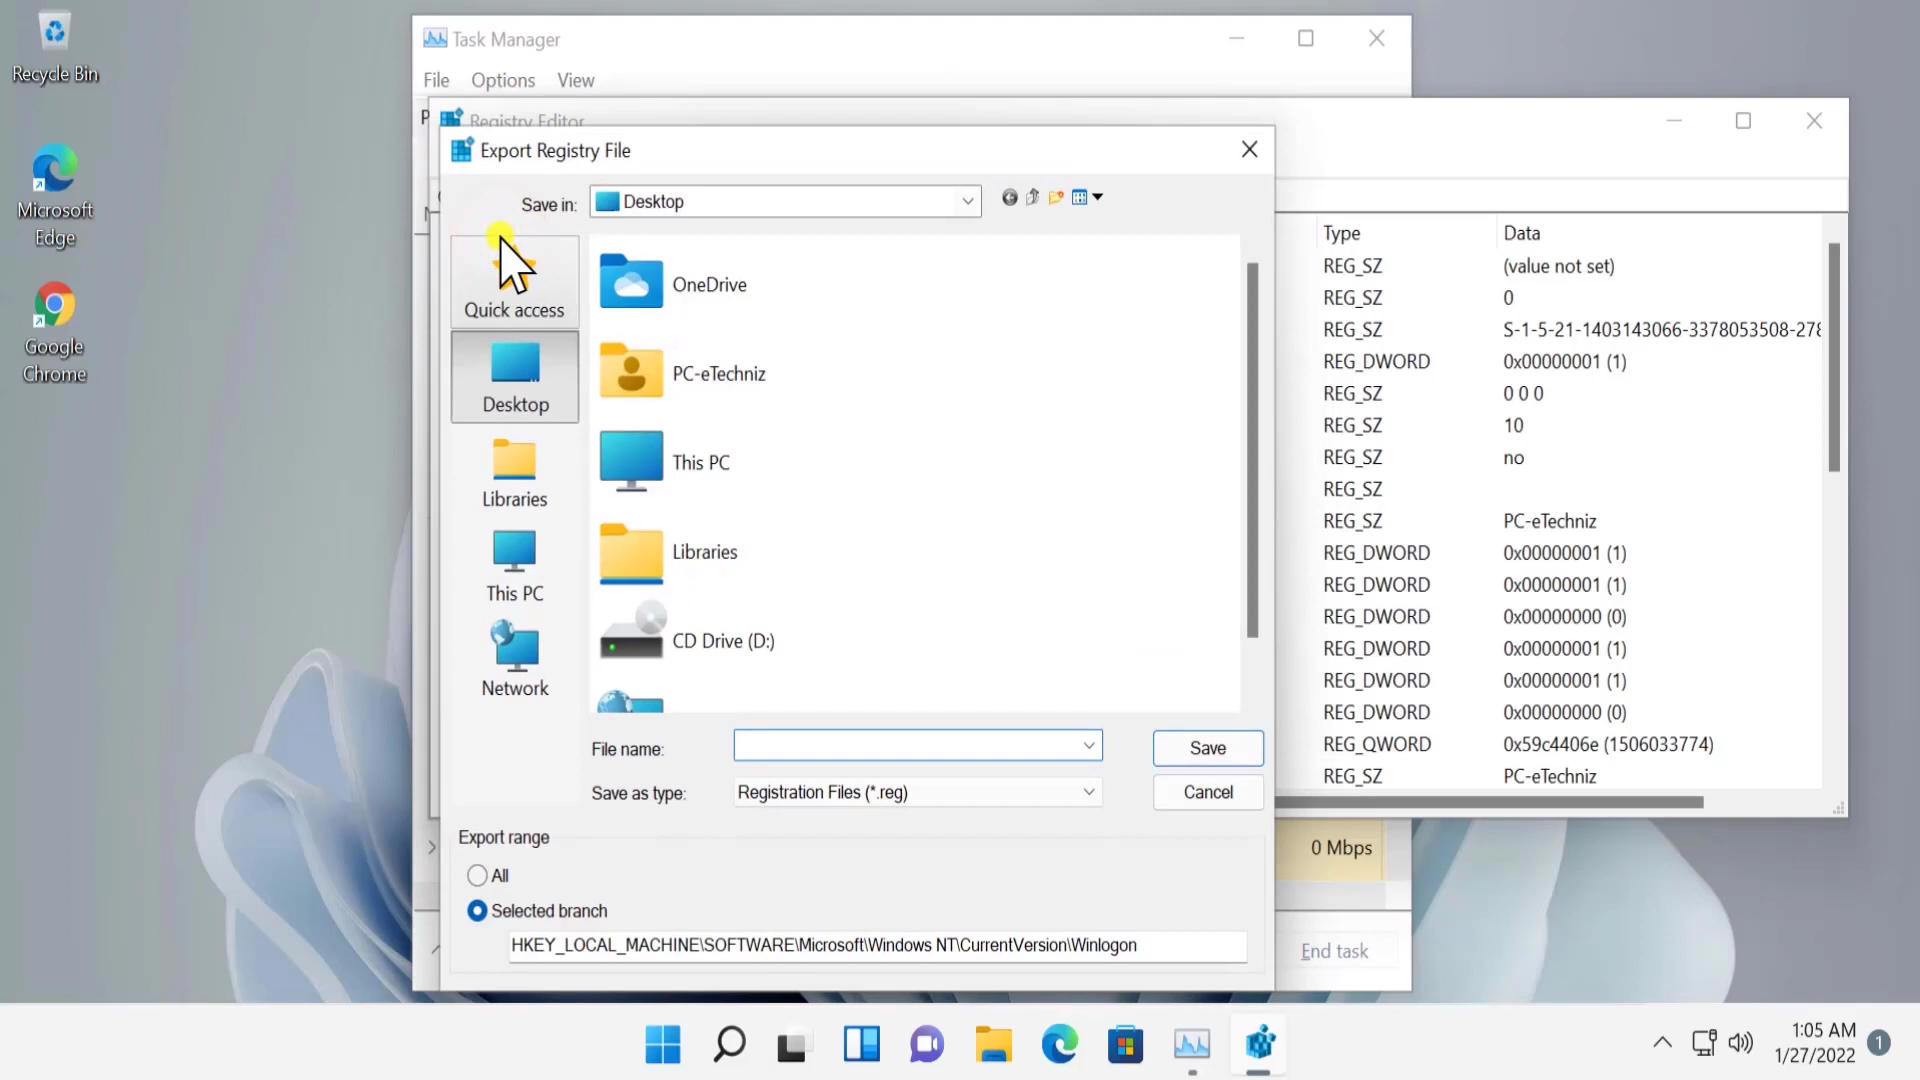 Recycle Bin
Microsoft
Edge
Google
Chrome
Task Manager
File Options View
Registry Editor
Export Registry File
Save in: Desktop
Quick access
Desktop
Libraries
This PC
Network
OneDrive
PC-eTechniz
This PC
Libraries
CD Drive (D:)
File name:
Save
Save as type: Registration Files (*.reg)
Cancel
Export range
All
Selected branch
HKEY_LOCAL_MACHINE\SOFTWARE\Microsoft\Windows NT\CurrentVersion\Winlogon
Type Data
REG_SZ (value not set)
REG_SZ 0
REG_SZ S-1-5-21-1403143066-3378053508-278
REG_DWORD 0x00000001 (1)
REG_SZ 0 0 0
REG_SZ 10
REG_SZ no
REG_SZ
REG_SZ PC-eTechniz
REG_DWORD 0x00000001 (1)
REG_DWORD 0x00000001 (1)
REG_DWORD 0x00000000 (0)
REG_DWORD 0x00000001 (1)
REG_DWORD 0x00000001 (1)
REG_DWORD 0x00000000 (0)
REG_QWORD 0x59c4406e (1506033774)
REG_SZ PC-eTechniz
0 Mbps
End task
1:05 AM
1/27/2022
1